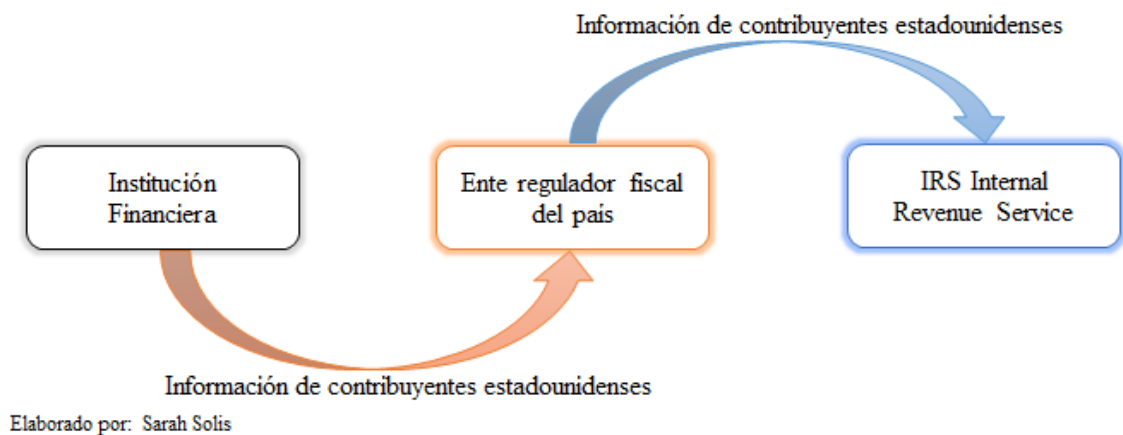 Información de contribuyentes estadounidenses
Institución
Financiera
Ente regulador fiscal
del país
IRS Internal
Revenue Service
Información de contribuyentes estadounidenses
Elaborado por: Sarah Solis